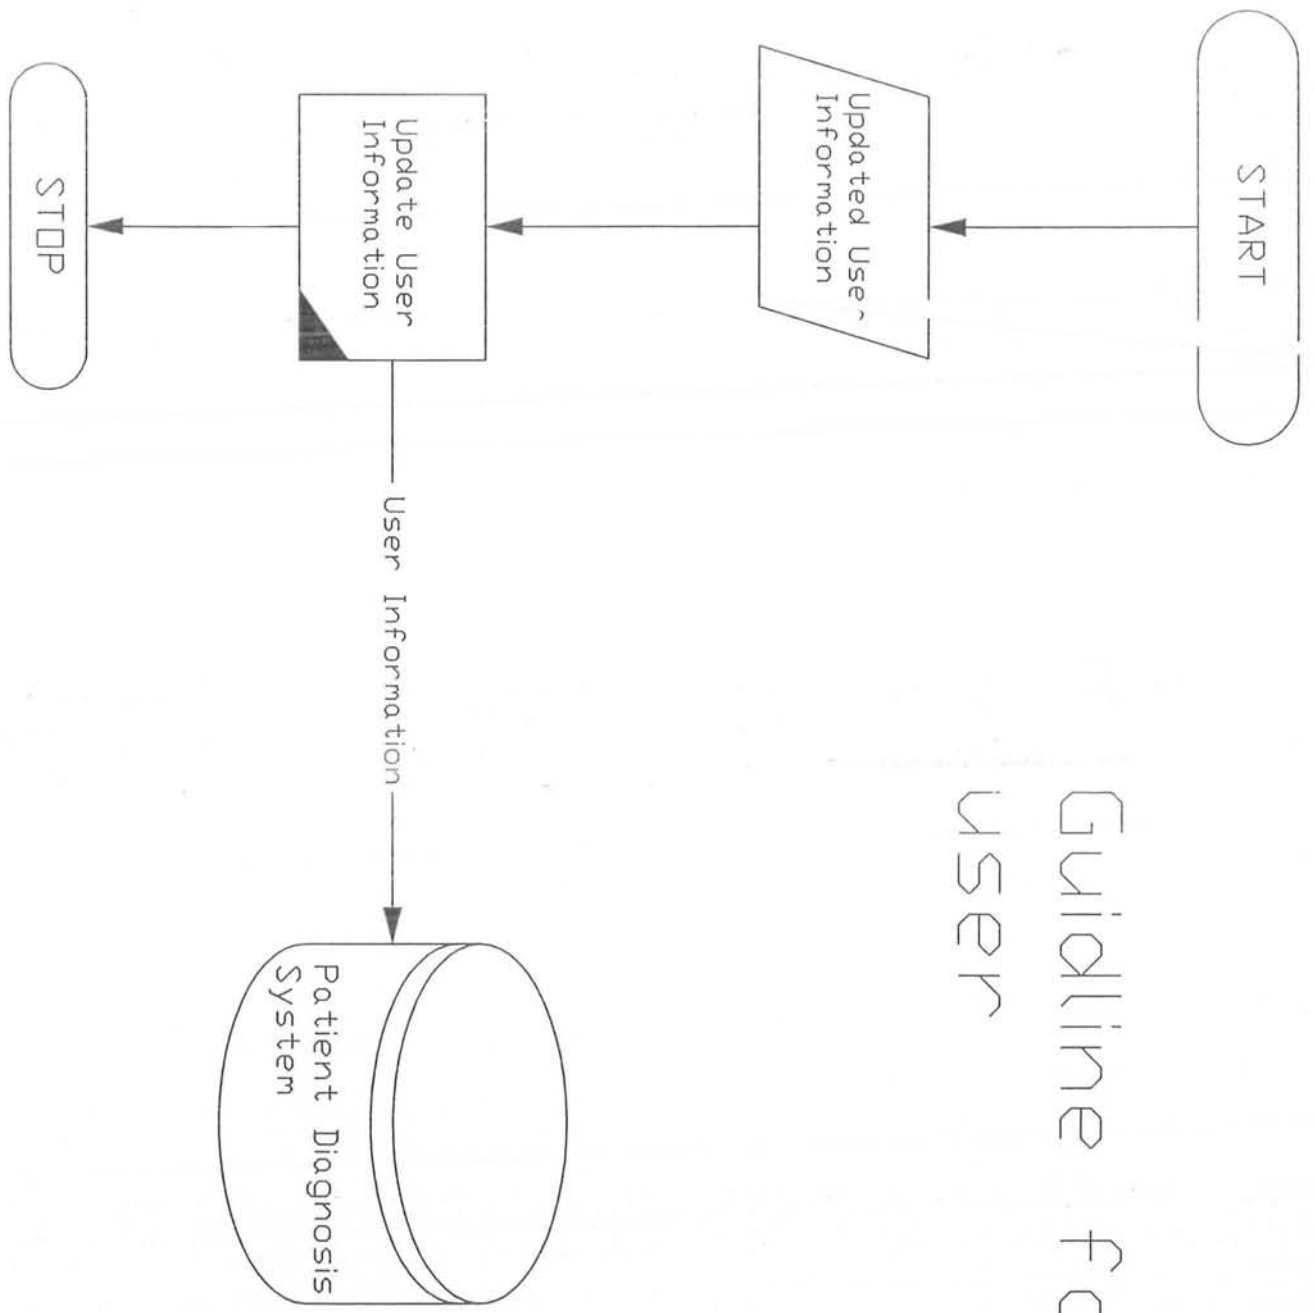 START
Guidline fo
user
Updated User
Information
Update User
Information
User Information
Patient Diagnosis
System
STOP